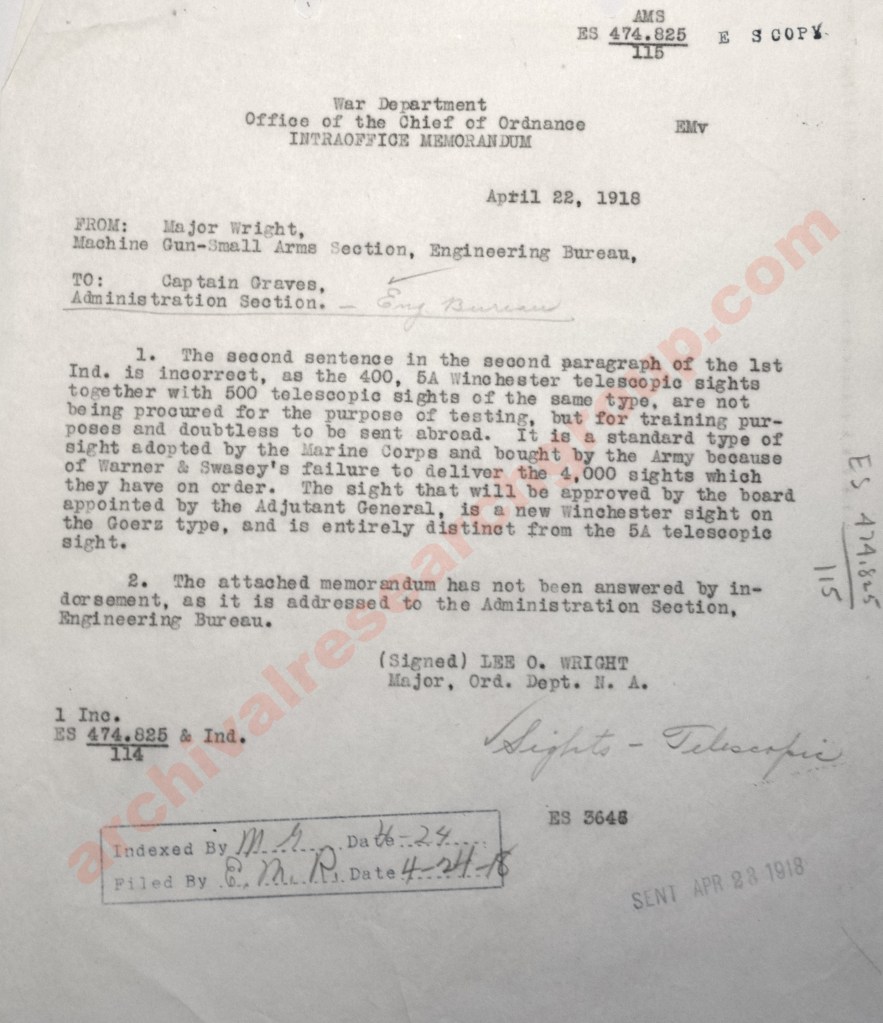 AMS
ES 474.825 E S COPY
115
War Department
Office of the Chief of Ordnance EMv
INTRAOFFICE MEMORANDUM
April 22, 1918
FROM: Major Wright,
Machine Gun-Small Arms Section, Engineering Bureau,
TO: Captain Graves,
Administration Section. — Eng Bureau
1. The second sentence in the second paragraph of the 1st
Ind. is incorrect, as the 400, 5A Winchester telescopic sights
together with 500 telescopic sights of the same type, are not
being procured for the purpose of testing, but for training pur-
poses and doubtless to be sent abroad. It is a standard type of
sight adopted by the Marine Corps and bought by the Army because
of Warner & Swasey's failure to deliver the 4,000 sights which
they have on order. The sight that will be approved by the board
appointed by the Adjutant General, is a new Winchester sight on
the Goerz type, and is entirely distinct from the 5A telescopic
sight.
2. The attached memorandum has not been answered by in-
dorsement, as it is addressed to the Administration Section,
Engineering Bureau.
(Signed) LEE O. WRIGHT
Major, Ord. Dept. N. A.
1 Inc.
ES 474.825 & Ind.
114
Sights - Telescopic
ES 3646
Indexed By M G Date 4-24
Filed By E. M. R. Date 4-24-18
SENT APR 23 1918
ES 474.825
115
archivalresearchgroup.com